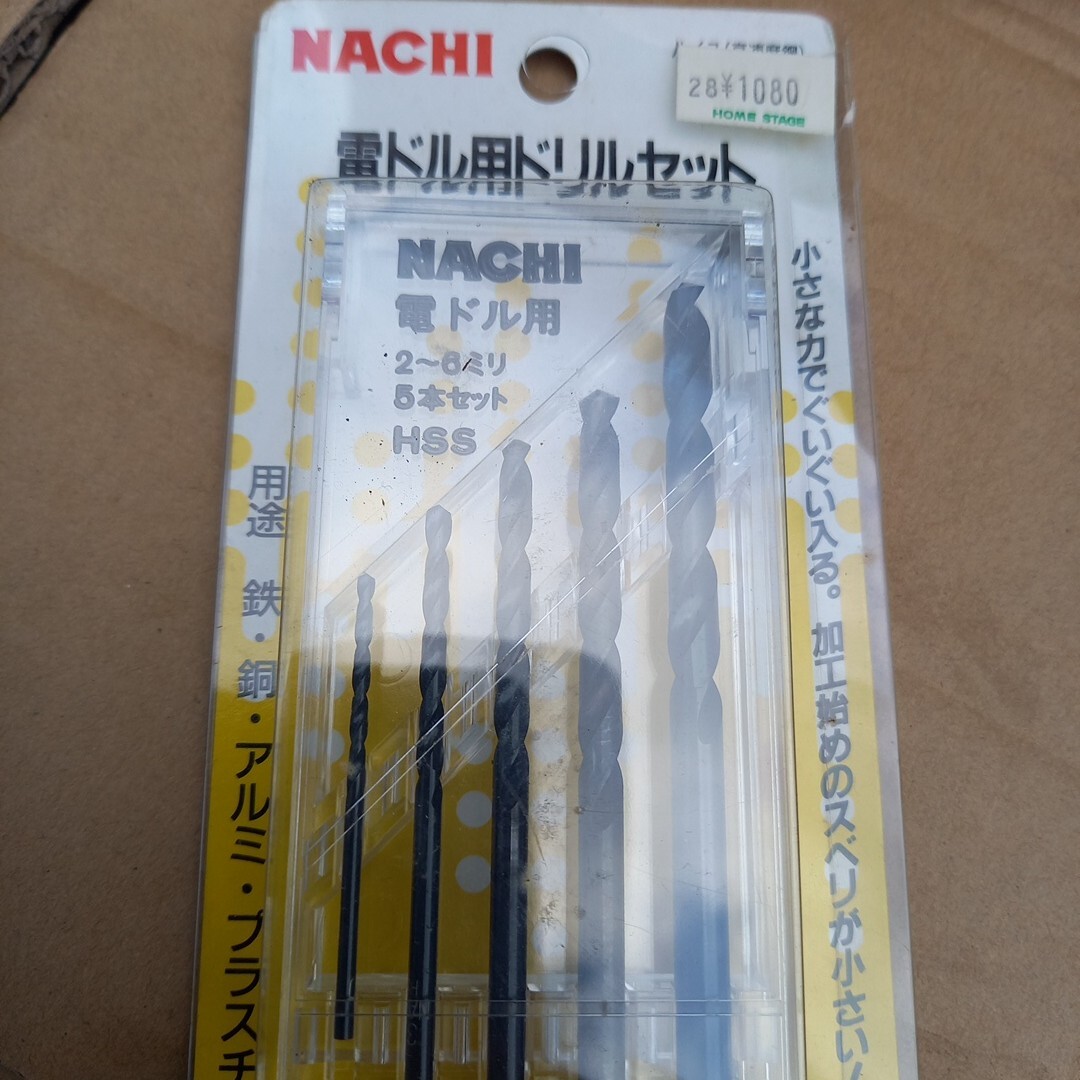 NACHI
28¥1080
HOME STAGE
電ドル用ドリルセット
NACHI
電ドル用
2〜6ミリ
5本セット
HSS
小さな力でぐいぐい入る。加工始めのスベリが小さい
用途 鉄・銅・アルミ・プラスチ